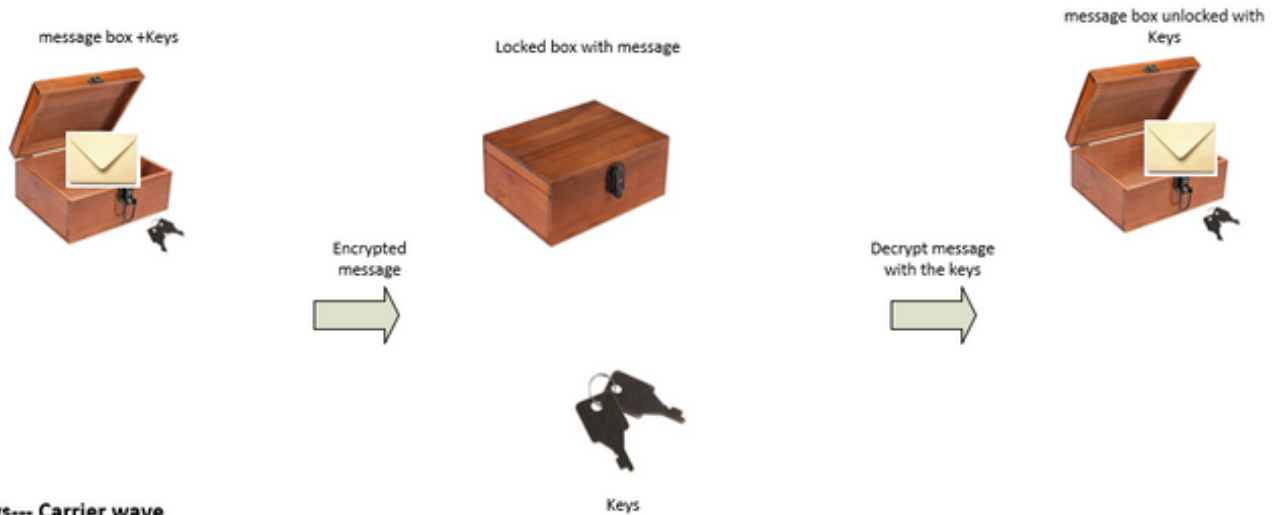 message box +Keys
Locked box with message
message box unlocked with
Keys
Encrypted
message
Decrypt message
with the keys
Keys
Carrier wave